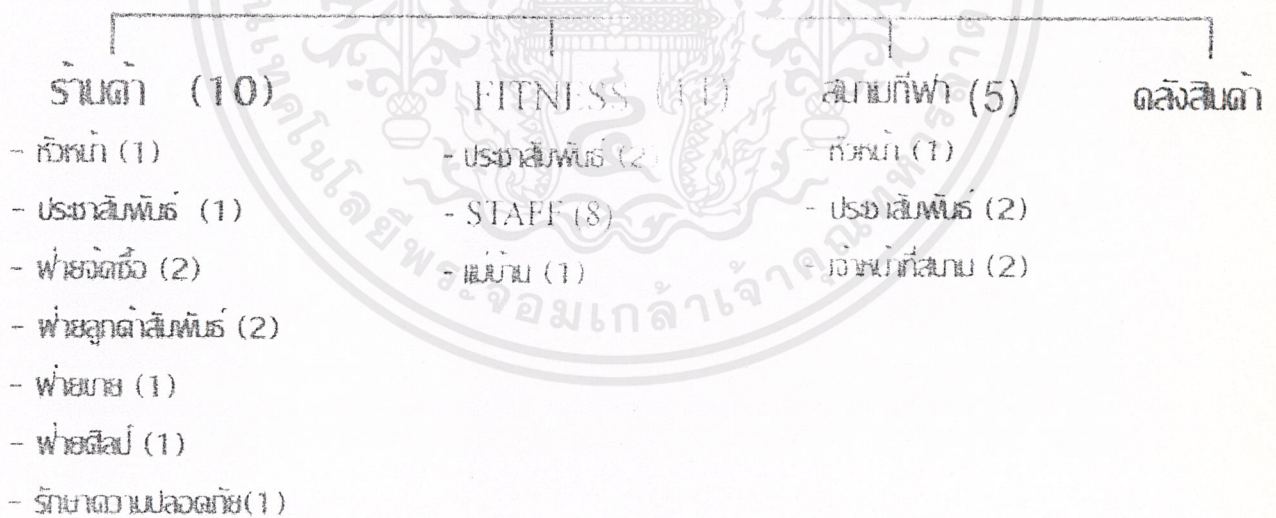 ร้านค้า (10)
- หัวหน้า (1)
- ประชาสัมพันธ์ (1)
- ฝ่ายจัดซื้อ (2)
- ฝ่ายลูกค้าสัมพันธ์ (2)
- ฝ่ายขาย (1)
- ฝ่ายศิลป์ (1)
- รักษาความปลอดภัย(1)
FITNESS (11)
- ประชาสัมพันธ์ (2)
- STAFF (8)
- แม่บ้าน (1)
สนามกีฬา (5)
- หัวหน้า (1)
- ประชาสัมพันธ์ (2)
- เจ้าหน้าที่สนาม (2)
คลังสินค้า